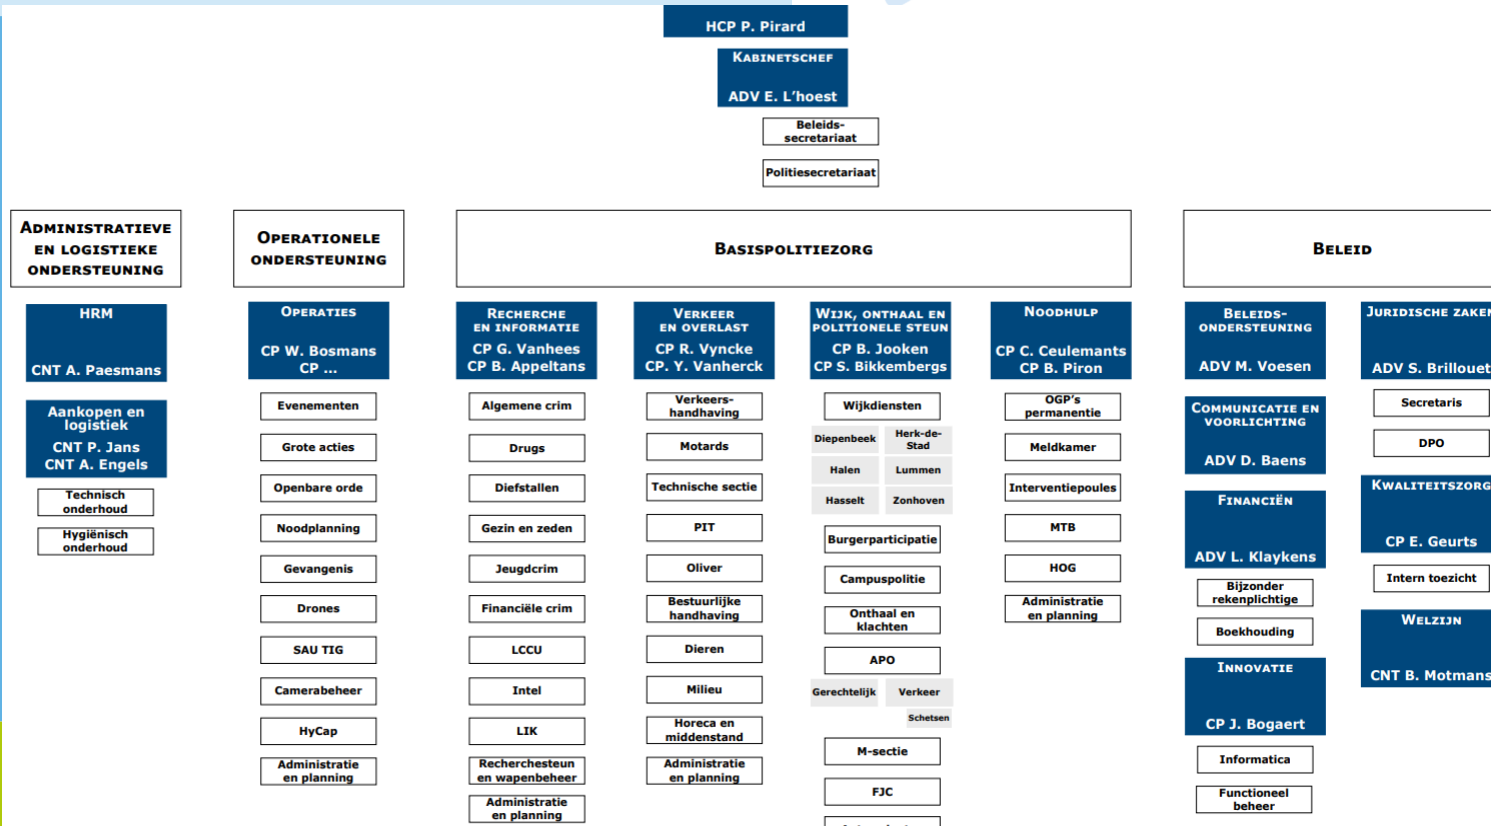 HCP P. Pirard
KABINETSCHEF
ADV E. L'hoest
Beleids-
secretariaat
Politiesecretariaat
ADMINISTRATIEVE
EN LOGISTIEKE
ONDERSTEUNING
OPERATIONELE
ONDERSTEUNING
BASISPOLITIEZORG
BELEID
HRM
CNT A. Paesmans
Aankopen en
logistiek
CNT P. Jans
CNT A. Engels
Technisch
onderhoud
Hygiënisch
onderhoud
OPERATIES
CP W. Bosmans
CP ...
Evenementen
Grote acties
Openbare orde
Noodplanning
Gevangenis
Drones
SAU TIG
Camerabeheer
HyCap
Administratie
en planning
RECHERCHE
EN INFORMATIE
CP G. Vanhees
CP B. Appeltans
Algemene crim
Drugs
Diefstallen
Gezin en zeden
Jeugdcrim
Financiële crim
LCCU
Intel
LIK
Recherchesteun
en wapenbeheer
Administratie
en planning
VERKEER
EN OVERLAST
CP R. Vyncke
CP. Y. Vanherck
Verkeers-
handhaving
Motards
Technische sectie
PIT
Oliver
Bestuurlijke
handhaving
Dieren
Milieu
Horeca en
middenstand
Administratie
en planning
WIJK, ONTHAAL EN
POLITIONELE STEUN
CP B. Jooken
CP S. Bikkembergs
Wijkdiensten
Diepenbeek
Herk-de-
Stad
Halen
Lummen
Hasselt
Zonhoven
Burgerparticipatie
Campuspolitie
Onthaal en
klachten
APO
Gerechtelijk
Verkeer
Schetsen
M-sectie
FJC
NOODHULP
CP C. Ceulemants
CP B. Piron
OGP's
permanentie
Meldkamer
Interventiepoules
MTB
HOG
Administratie
en planning
BELEIDS-
ONDERSTEUNING
ADV M. Voesen
COMMUNICATIE EN
VOORLICHTING
ADV D. Baens
FINANCIËN
ADV L. Klaykens
Bijzonder
rekenplichtige
Boekhouding
INNOVATIE
CP J. Bogaert
Informatica
Functioneel
beheer
JURIDISCHE ZAKEN
ADV S. Brillouet
Secretaris
DPO
KWALITEITSZORG
CP E. Geurts
Intern toezicht
WELZIJN
CNT B. Motmans